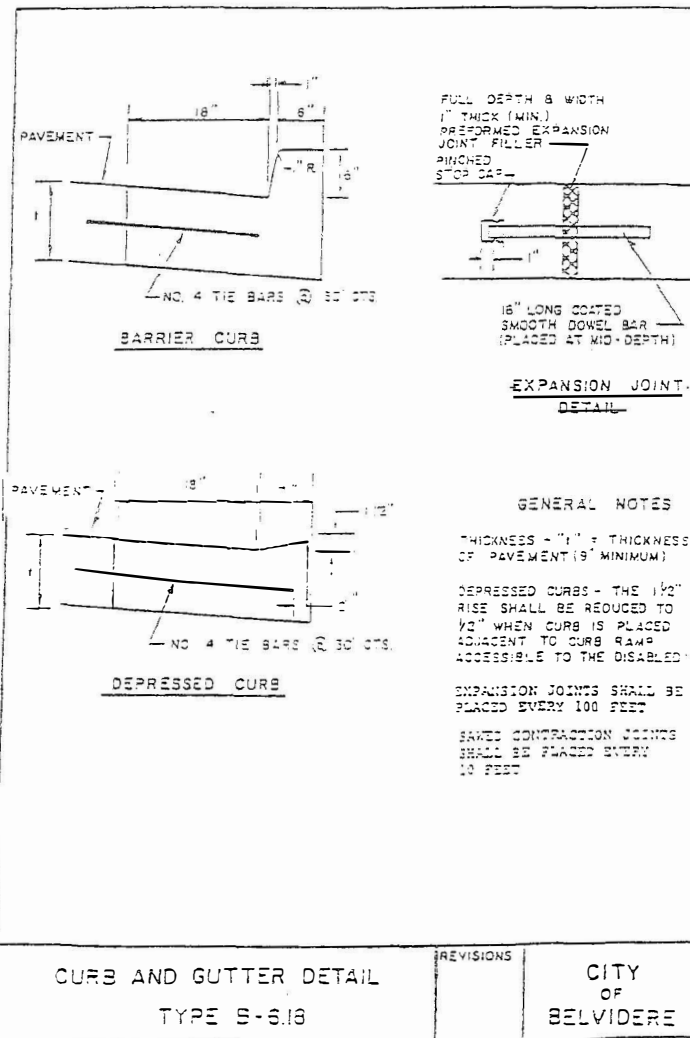 1"
18"
6"
PAVEMENT
1" R
6"
t
NO. 4 TIE BARS @ 30" CTS.
BARRIER CURB
FULL DEPTH & WIDTH
1" THICK (MIN.)
PREFORMED EXPANSION
JOINT FILLER
PINCHED
STOP CAP
1"
18" LONG COATED
SMOOTH DOWEL BAR
(PLACED AT MID-DEPTH)
EXPANSION JOINT
DETAIL
18"
PAVEMENT
1 1/2"
t
2"
NO 4 TIE BARS @ 30" CTS.
DEPRESSED CURB
GENERAL NOTES
THICKNESS - "t" = THICKNESS
OF PAVEMENT (9" MINIMUM)
DEPRESSED CURBS - THE 1 1/2"
RISE SHALL BE REDUCED TO
1/2" WHEN CURB IS PLACED
ADJACENT TO CURB RAMP
ACCESSIBLE TO THE DISABLED
EXPANSION JOINTS SHALL BE
PLACED EVERY 100 FEET
SAWED CONTRACTION JOINTS
SHALL BE PLACED EVERY
10 FEET
CURB AND GUTTER DETAIL
TYPE B-6.18
REVISIONS
CITY
OF
BELVIDERE